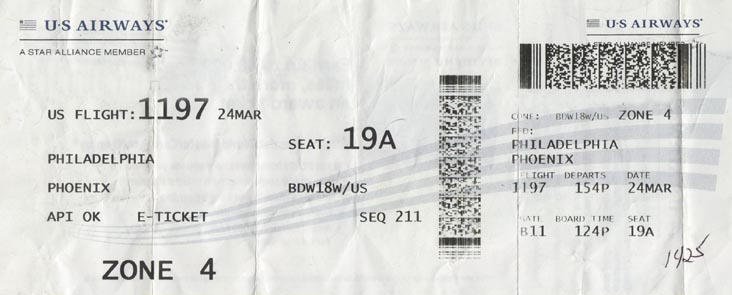 U·S AIRWAYS
A STAR ALLIANCE MEMBER
US FLIGHT: 1197 24MAR
SEAT: 19A
PHILADELPHIA
PHOENIX BDW18W/US
API OK E-TICKET SEQ 211
ZONE 4
U·S AIRWAYS
CONF: BDW18W/US ZONE 4
PHILADELPHIA
PHOENIX
FLIGHT DEPARTS DATE
1197 154P 24MAR
GATE BOARD TIME SEAT
B11 124P 19A